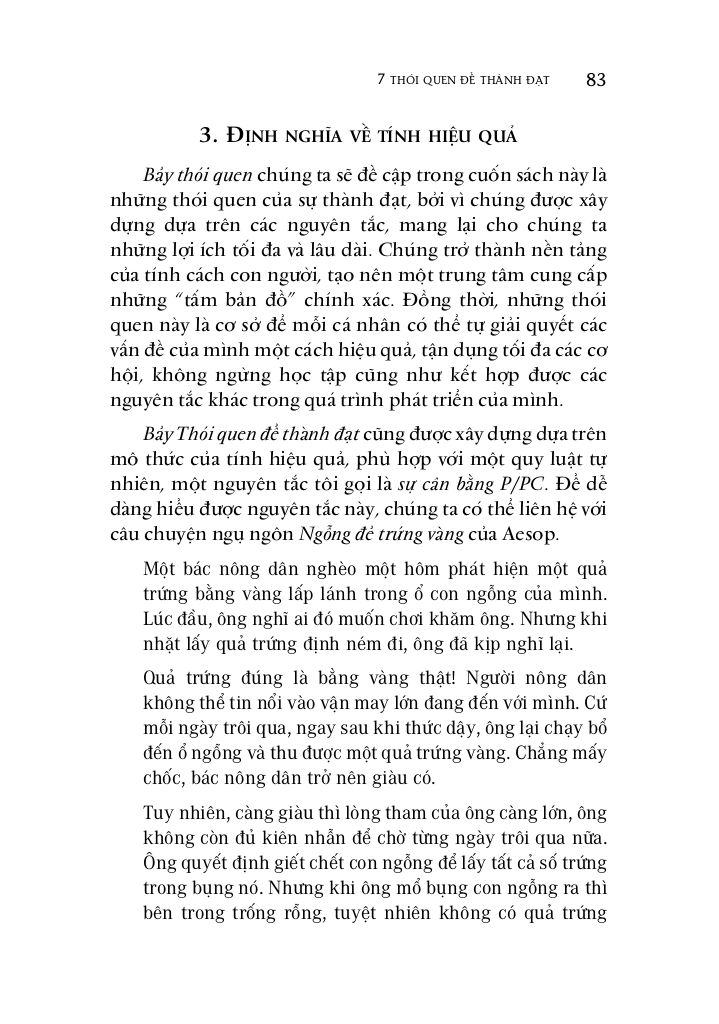 7 THÓI QUEN ĐỂ THÀNH ĐẠT 83
3. ĐỊNH NGHĨA VỀ TÍNH HIỆU QUẢ
Bảy thói quen chúng ta sẽ đề cập trong cuốn sách này là
những thói quen của sự thành đạt, bởi vì chúng được xây
dựng dựa trên các nguyên tắc, mang lại cho chúng ta
những lợi ích tối đa và lâu dài. Chúng trở thành nền tảng
của tính cách con người, tạo nên một trung tâm cung cấp
những “tấm bản đồ” chính xác. Đồng thời, những thói
quen này là cơ sở để mỗi cá nhân có thể tự giải quyết các
vấn đề của mình một cách hiệu quả, tận dụng tối đa các cơ
hội, không ngừng học tập cũng như kết hợp được các
nguyên tắc khác trong quá trình phát triển của mình.
Bảy Thói quen để thành đạt cũng được xây dựng dựa trên
mô thức của tính hiệu quả, phù hợp với một quy luật tự
nhiên, một nguyên tắc tôi gọi là sự cân bằng P/PC. Để dễ
dàng hiểu được nguyên tắc này, chúng ta có thể liên hệ với
câu chuyện ngụ ngôn Ngỗng đẻ trứng vàng của Aesop.
Một bác nông dân nghèo một hôm phát hiện một quả
trứng bằng vàng lấp lánh trong ổ con ngỗng của mình.
Lúc đầu, ông nghĩ ai đó muốn chơi khăm ông. Nhưng khi
nhặt lấy quả trứng định ném đi, ông đã kịp nghĩ lại.
Quả trứng đúng là bằng vàng thật! Người nông dân
không thể tin nổi vào vận may lớn đang đến với mình. Cứ
mỗi ngày trôi qua, ngay sau khi thức dậy, ông lại chạy bổ
đến ổ ngỗng và thu được một quả trứng vàng. Chẳng mấy
chốc, bác nông dân trở nên giàu có.
Tuy nhiên, càng giàu thì lòng tham của ông càng lớn, ông
không còn đủ kiên nhẫn để chờ từng ngày trôi qua nữa.
Ông quyết định giết chết con ngỗng để lấy tất cả số trứng
trong bụng nó. Nhưng khi ông mổ bụng con ngỗng ra thì
bên trong trống rỗng, tuyệt nhiên không có quả trứng